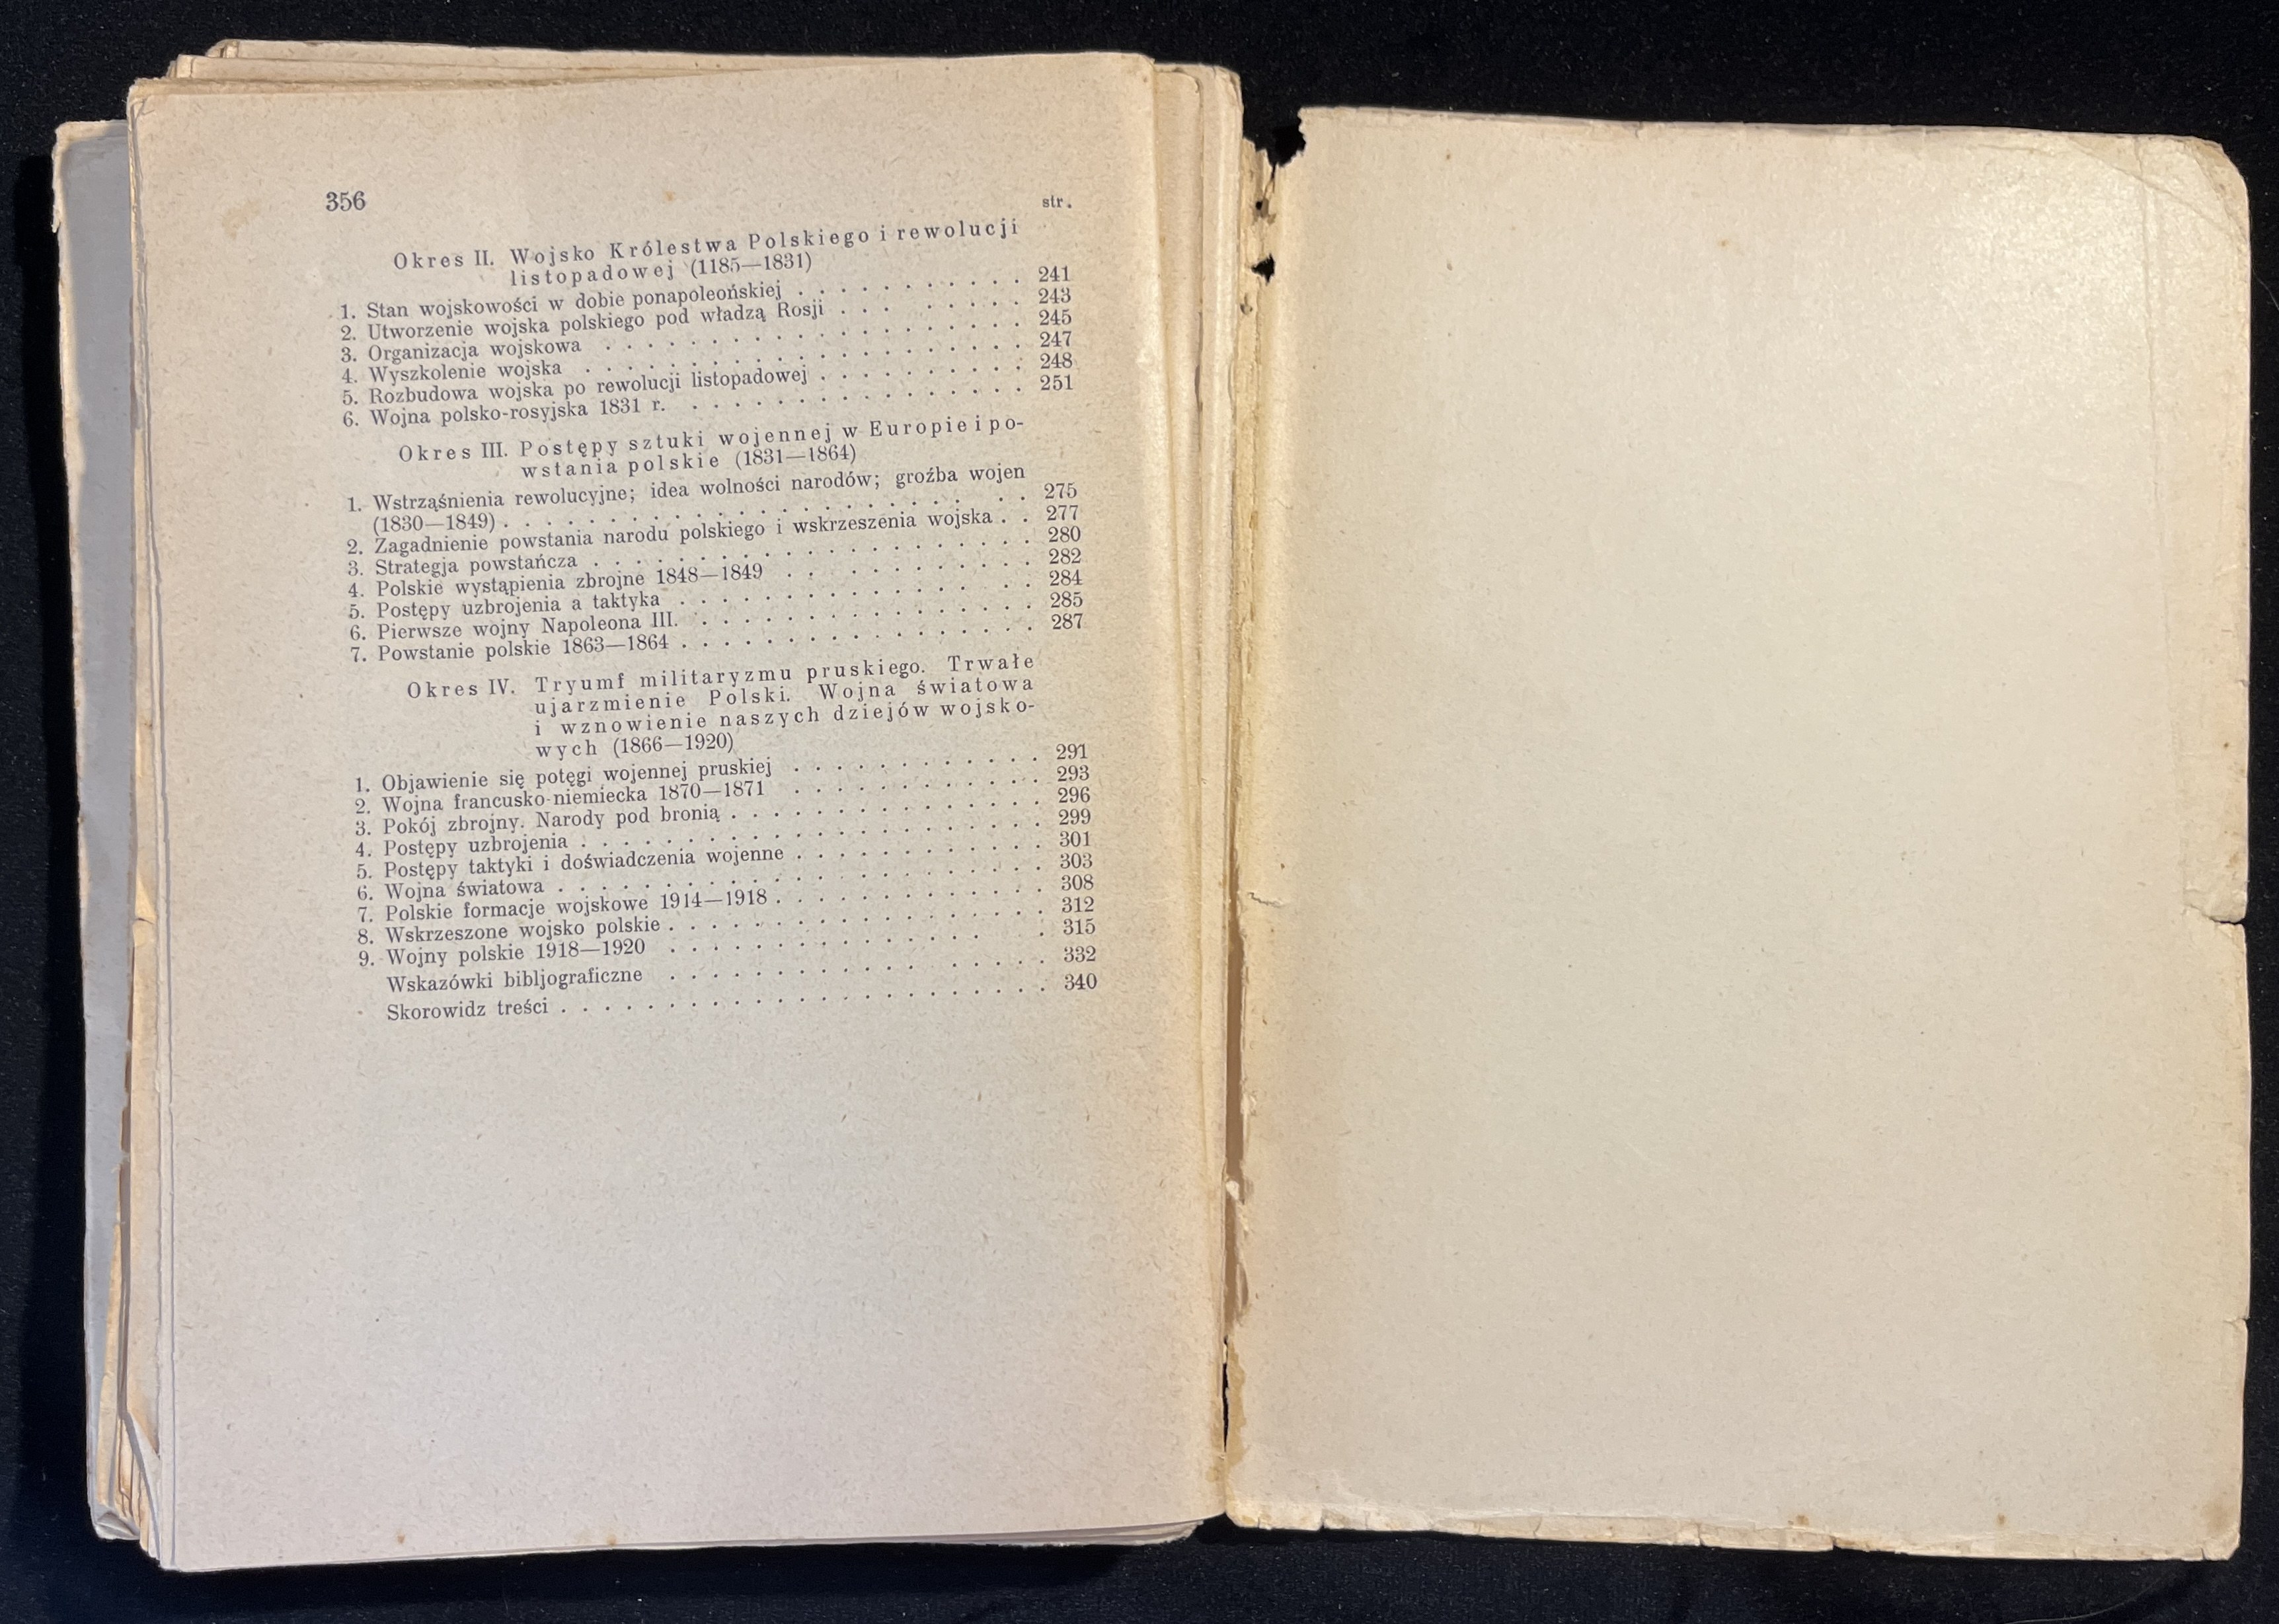 356
str.
Okres II. Wojsko Królestwa Polskiego i rewolucji
listopadowej (1185—1831)
1. Stan wojskowości w dobie ponapoleońskiej . . . . . . . . . . . 241
2. Utworzenie wojska polskiego pod władzą Rosji . . . . . . . . 243
3. Organizacja wojskowa . . . . . . . . . . . . . . . . 245
4. Wyszkolenie wojska . . . . . . . . . . . . . . . . . 247
5. Rozbudowa wojska po rewolucji listopadowej . . . . . . . . 248
6. Wojna polsko-rosyjska 1831 r. . . . . . . . . . . . . . 251
Okres III. Postępy sztuki wojennej w Europie i po-
wstania polskie (1831—1864)
1. Wstrząśnienia rewolucyjne; idea wolności narodów; groźba wojen
(1830—1849) . . . . . . . . . . . . . . . . . . . 275
2. Zagadnienie powstania narodu polskiego i wskrzeszenia wojska . . 277
3. Strategja powstańcza . . . . . . . . . . . . . . . . . 280
4. Polskie wystąpienia zbrojne 1848—1849 . . . . . . . . . . 282
5. Postępy uzbrojenia a taktyka . . . . . . . . . . . . . 284
6. Pierwsze wojny Napoleona III. . . . . . . . . . . . . . 285
7. Powstanie polskie 1863—1864 . . . . . . . . . . . . . . 287
Okres IV. Tryumf militaryzmu pruskiego. Trwałe
ujarzmienie Polski. Wojna światowa
i wznowienie naszych dziejów wojsko-
wych (1866—1920)
1. Objawienie się potęgi wojennej pruskiej . . . . . . . . . . 291
2. Wojna francusko-niemiecka 1870—1871 . . . . . . . . . . 293
3. Pokój zbrojny. Narody pod bronią . . . . . . . . . . . . 296
4. Postępy uzbrojenia . . . . . . . . . . . . . . . . . . 299
5. Postępy taktyki i doświadczenia wojenne . . . . . . . . . . 301
6. Wojna światowa . . . . . . . . . . . . . . . . . . . 303
7. Polskie formacje wojskowe 1914—1918 . . . . . . . . . . . 308
8. Wskrzeszone wojsko polskie . . . . . . . . . . . . . . 312
9. Wojny polskie 1918—1920 . . . . . . . . . . . . . . 315
Wskazówki bibljograficzne . . . . . . . . . . . . . . 332
Skorowidz treści . . . . . . . . . . . . . . . . . . . 340